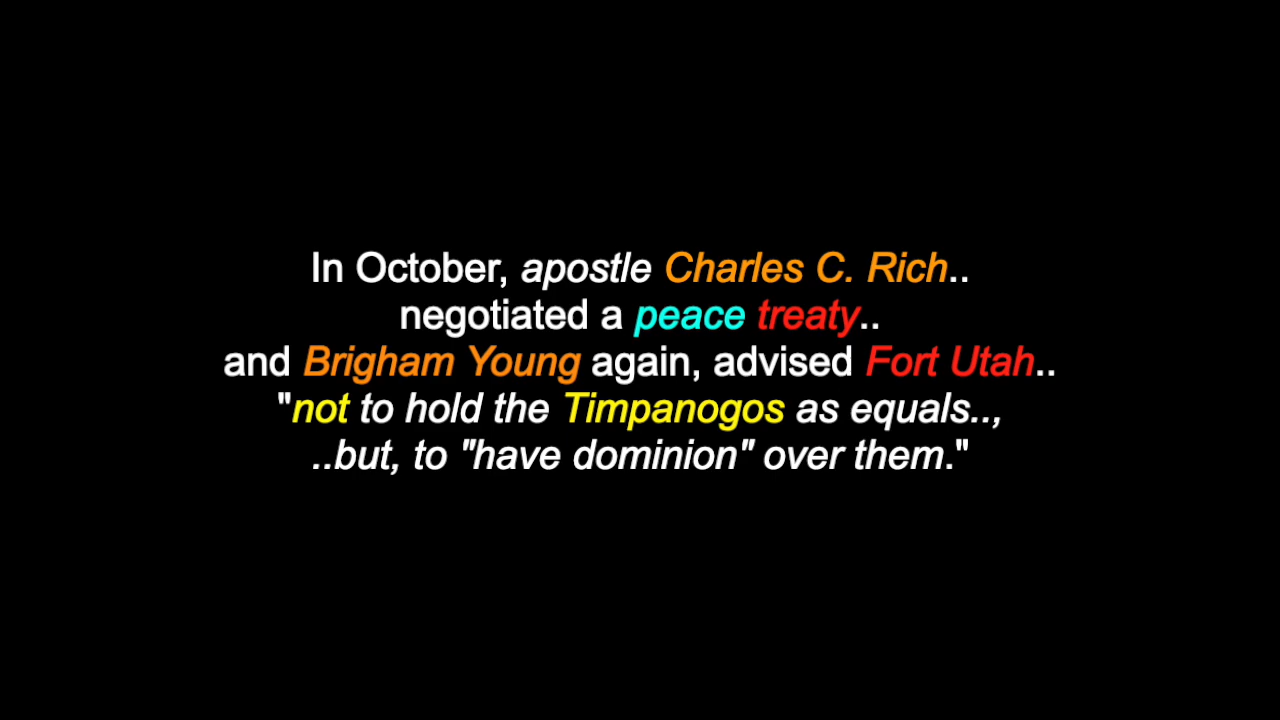 In October, apostle Charles C. Rich..
negotiated a peace treaty..
and Brigham Young again, advised Fort Utah..
"not to hold the Timpanogos as equals..,
..but, to "have dominion" over them."